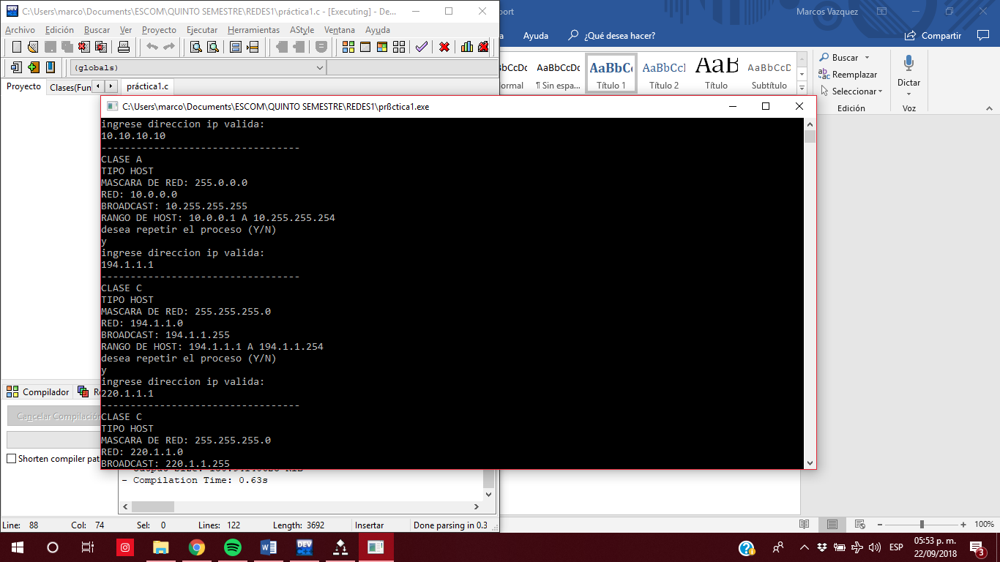 C:\Users\marco\Documents\ESCOM\QUINTO SEMESTRE\REDES1\práctica1.c - [Executing] - De...
port
Marcos Vazquez
Archivo Edición Buscar Ver Proyecto Ejecutar Herramientas AStyle Ventana Ayuda
a Ayuda ¿Qué desea hacer? Compartir
(globals)
AaBbCcDc AaBbCcDc AaBbCc AaBbCcI AaB AaBbCcD
ormal ¶ Sin espa... Título 1 Título 2 Título Subtítulo
Buscar
Reemplazar
Seleccionar
Edición
Dictar
Voz
Proyecto Clases(Fun práctica1.c
C:\Users\marco\Documents\ESCOM\QUINTO SEMESTRE\REDES1\prßctica1.exe
ingrese direccion ip valida:
10.10.10.10
----------------------------------
CLASE A
TIPO HOST
MASCARA DE RED: 255.0.0.0
RED: 10.0.0.0
BROADCAST: 10.255.255.255
RANGO DE HOST: 10.0.0.1 A 10.255.255.254
desea repetir el proceso (Y/N)
y
ingrese direccion ip valida:
194.1.1.1
----------------------------------
CLASE C
TIPO HOST
MASCARA DE RED: 255.255.255.0
RED: 194.1.1.0
BROADCAST: 194.1.1.255
RANGO DE HOST: 194.1.1.1 A 194.1.1.254
desea repetir el proceso (Y/N)
y
ingrese direccion ip valida:
220.1.1.1
----------------------------------
CLASE C
TIPO HOST
MASCARA DE RED: 255.255.255.0
RED: 220.1.1.0
BROADCAST: 220.1.1.255
Compilador Re
Cancelar Compilación
Shorten compiler pat
- Compilation Time: 0.63s
Line: 88 Col: 74 Sel: 0 Lines: 122 Length: 3692 Insertar Done parsing in 0.3
100%
DEV
ESP
05:53 p. m.
22/09/2018
3